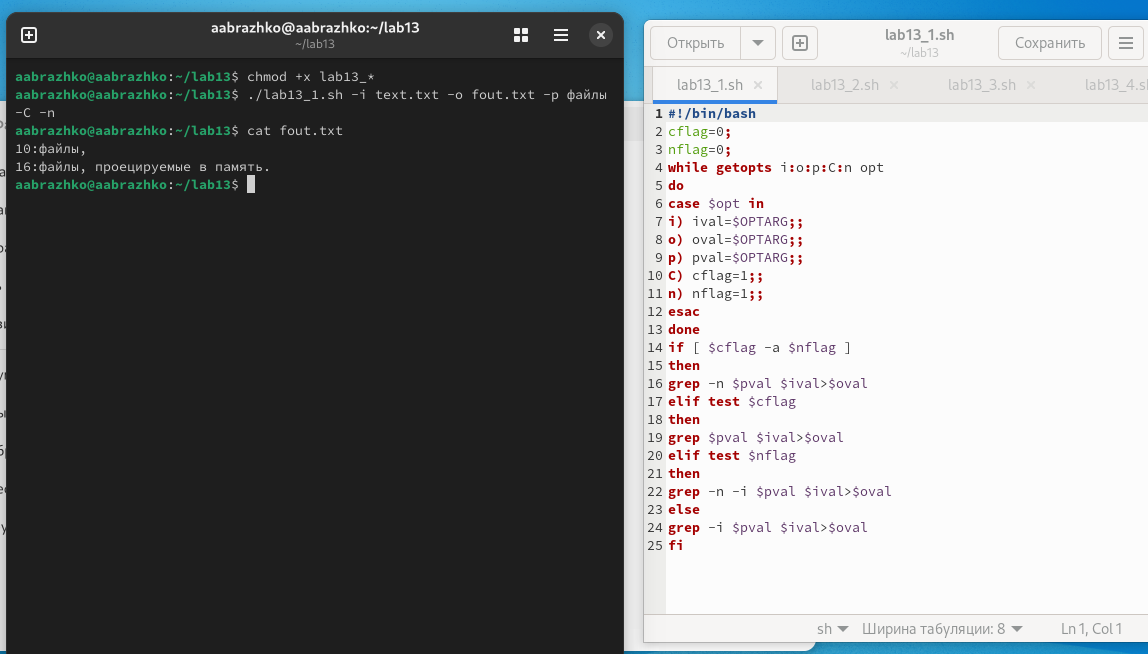 aabrazhko@aabrazhko:~/lab13
~/lab13
aabrazhko@aabrazhko:~/lab13$ chmod +x lab13_*
aabrazhko@aabrazhko:~/lab13$ ./lab13_1.sh -i text.txt -o fout.txt -p файлы
-C -n
aabrazhko@aabrazhko:~/lab13$ cat fout.txt
10:файлы,
16:файлы, проецируемые в память.
aabrazhko@aabrazhko:~/lab13$
Открыть
lab13_1.sh
~/lab13
Сохранить
lab13_1.sh
lab13_2.sh
lab13_3.sh
lab13_4.sh
1 #!/bin/bash
2 cflag=0;
3 nflag=0;
4 while getopts i:o:p:C:n opt
5 do
6 case $opt in
7 i) ival=$OPTARG;;
8 o) oval=$OPTARG;;
9 p) pval=$OPTARG;;
10 C) cflag=1;;
11 n) nflag=1;;
12 esac
13 done
14 if [ $cflag -a $nflag ]
15 then
16 grep -n $pval $ival>$oval
17 elif test $cflag
18 then
19 grep $pval $ival>$oval
20 elif test $nflag
21 then
22 grep -n -i $pval $ival>$oval
23 else
24 grep -i $pval $ival>$oval
25 fi
sh
Ширина табуляции: 8
Ln 1, Col 1